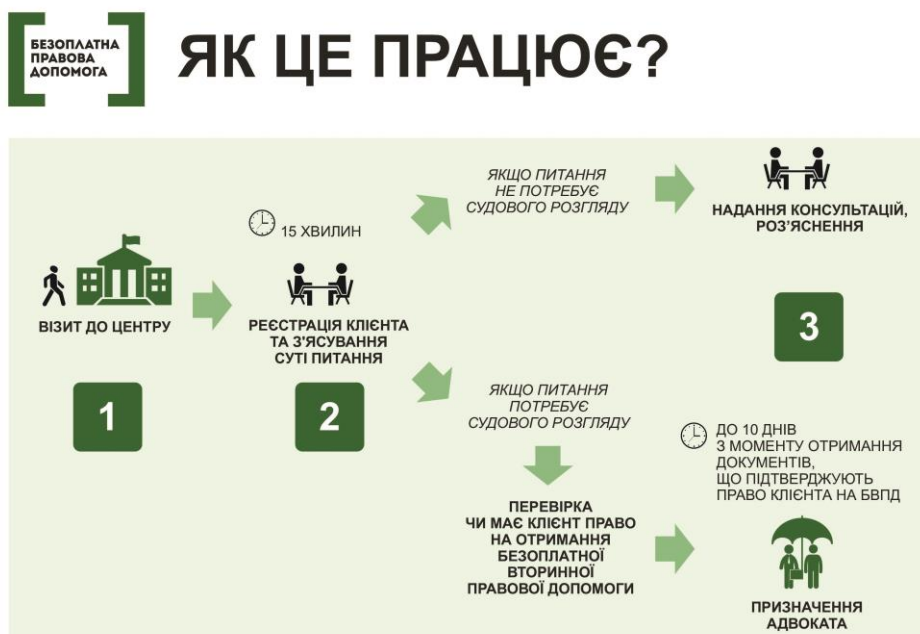 БЕЗОПЛАТНА
ПРАВОВА
ДОПОМОГА
ЯК ЦЕ ПРАЦЮЄ?
ВІЗИТ ДО ЦЕНТРУ
1
15 ХВИЛИН
РЕЄСТРАЦІЯ КЛІЄНТА
ТА З'ЯСУВАННЯ
СУТІ ПИТАННЯ
2
ЯКЩО ПИТАННЯ
НЕ ПОТРЕБУЄ
СУДОВОГО РОЗГЛЯДУ
НАДАННЯ КОНСУЛЬТАЦІЙ,
РОЗ'ЯСНЕННЯ
3
ЯКЩО ПИТАННЯ
ПОТРЕБУЄ
СУДОВОГО РОЗГЛЯДУ
ПЕРЕВІРКА
ЧИ МАЄ КЛІЄНТ ПРАВО
НА ОТРИМАННЯ
БЕЗОПЛАТНОЇ
ВТОРИННОЇ
ПРАВОВОЇ ДОПОМОГИ
ДО 10 ДНІВ
З МОМЕНТУ ОТРИМАННЯ
ДОКУМЕНТІВ,
ЩО ПІДТВЕРДЖУЮТЬ
ПРАВО КЛІЄНТА НА БВПД
ПРИЗНАЧЕННЯ
АДВОКАТА